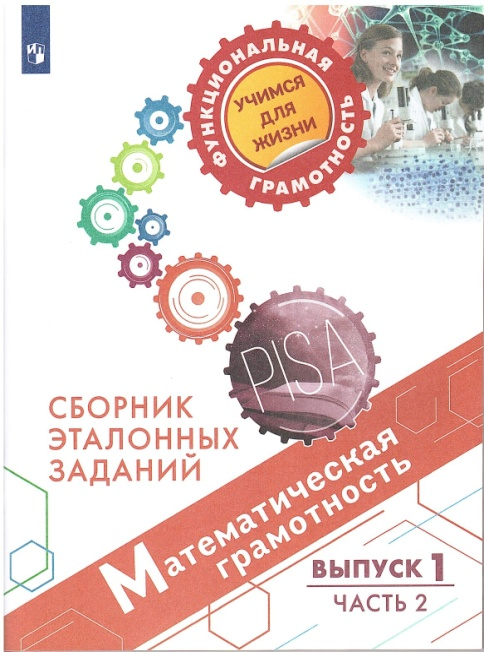 ФУНКЦИОНАЛЬНАЯ
ГРАМОТНОСТЬ
УЧИМСЯ
ДЛЯ
ЖИЗНИ
PISA
СБОРНИК
ЭТАЛОННЫХ
ЗАДАНИЙ
Математическая
грамотность
ВЫПУСК 1
ЧАСТЬ 2